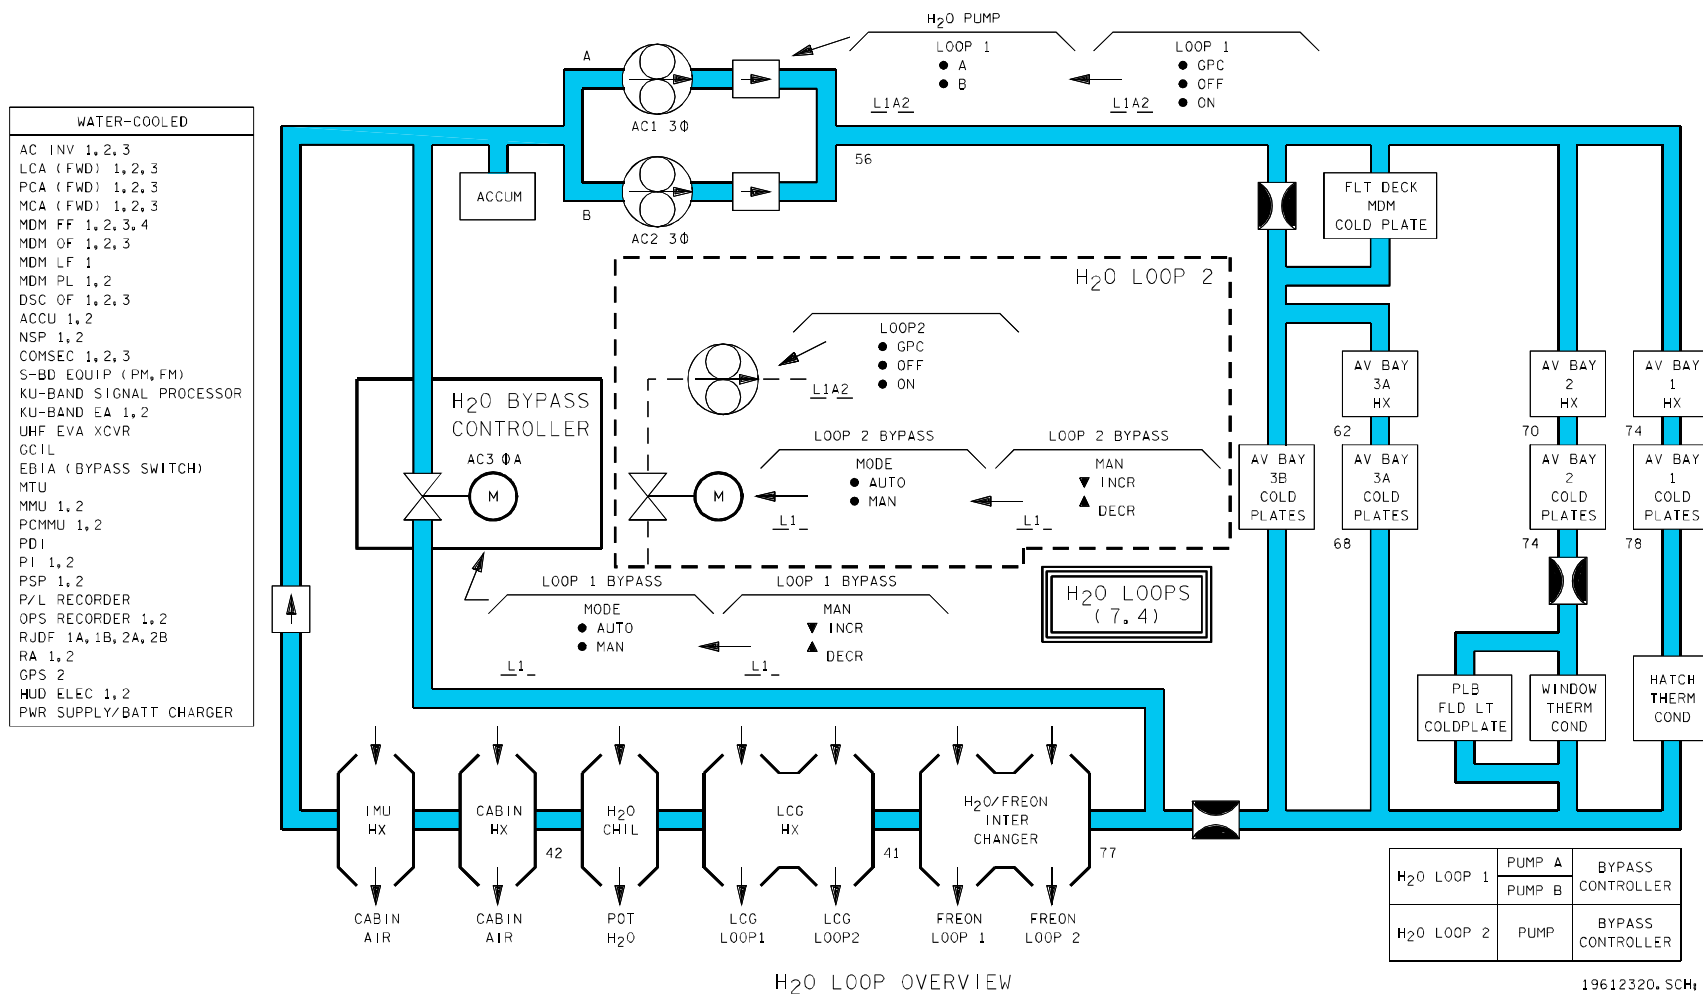 H2O PUMP
LOOP 1
● A
● B
L1A2
LOOP 1
● GPC
● OFF
● ON
L1A2
A
AC1 3Φ
B
AC2 3Φ
56
ACCUM
WATER-COOLED
AC INV 1,2,3
LCA (FWD) 1,2,3
PCA (FWD) 1,2,3
MCA (FWD) 1,2,3
MDM FF 1,2,3,4
MDM OF 1,2,3
MDM LF 1
MDM PL 1,2
DSC OF 1,2,3
ACCU 1,2
NSP 1,2
COMSEC 1,2,3
S-BD EQUIP (PM,FM)
KU-BAND SIGNAL PROCESSOR
KU-BAND EA 1,2
UHF EVA XCVR
GCIL
EBIA (BYPASS SWITCH)
MTU
MMU 1,2
PCMMU 1,2
PDI
PI 1,2
PSP 1,2
P/L RECORDER
OPS RECORDER 1,2
RJDF 1A,1B,2A,2B
RA 1,2
GPS 2
HUD ELEC 1,2
PWR SUPPLY/BATT CHARGER
FLT DECK
MDM
COLD PLATE
H2O LOOP 2
LOOP2
● GPC
● OFF
● ON
L1A2
H2O BYPASS
CONTROLLER
AC3 ΦA
M
M
LOOP 2 BYPASS
MODE
● AUTO
● MAN
L1_
LOOP 2 BYPASS
MAN
▼ INCR
▲ DECR
L1_
AV BAY
3A
HX
62
AV BAY
2
HX
70
AV BAY
1
HX
74
AV BAY
3B
COLD
PLATES
AV BAY
3A
COLD
PLATES
68
AV BAY
2
COLD
PLATES
74
AV BAY
1
COLD
PLATES
78
LOOP 1 BYPASS
MODE
● AUTO
● MAN
L1_
LOOP 1 BYPASS
MAN
▼ INCR
▲ DECR
L1_
H2O LOOPS
(7,4)
PLB
FLD LT
COLDPLATE
WINDOW
THERM
COND
HATCH
THERM
COND
IMU
HX
CABIN
HX
42
H2O
CHIL
LCG
HX
41
H2O/FREON
INTER
CHANGER
77
CABIN
AIR
CABIN
AIR
POT
H2O
LCG
LOOP1
LCG
LOOP2
FREON
LOOP 1
FREON
LOOP 2
H2O LOOP 1
PUMP A
PUMP B
BYPASS
CONTROLLER
H2O LOOP 2
PUMP
BYPASS
CONTROLLER
H2O LOOP OVERVIEW
19612320.SCH